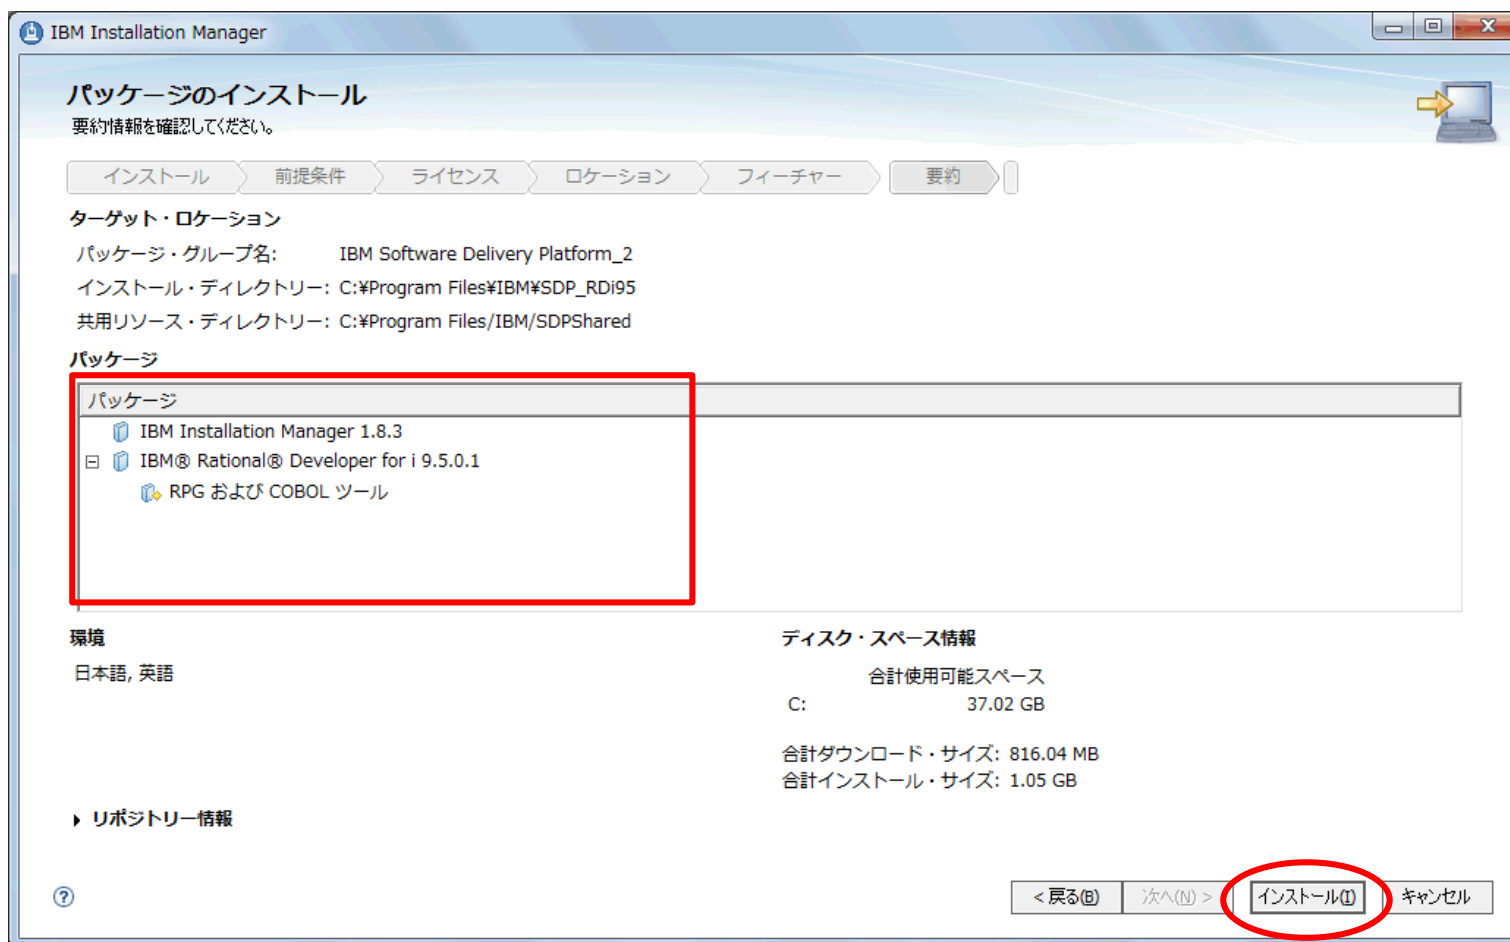 IBM Installation Manager
パッケージのインストール
要約情報を確認してください。
インストール 前提条件 ライセンス ロケーション フィーチャー 要約
ターゲット・ロケーション
パッケージ・グループ名: IBM Software Delivery Platform_2
インストール・ディレクトリー: C:¥Program Files¥IBM¥SDP_RDi95
共用リソース・ディレクトリー: C:¥Program Files/IBM/SDPShared
パッケージ
パッケージ
IBM Installation Manager 1.8.3
IBM® Rational® Developer for i 9.5.0.1
RPG および COBOL ツール
環境
日本語, 英語
ディスク・スペース情報
合計使用可能スペース
C: 37.02 GB
合計ダウンロード・サイズ: 816.04 MB
合計インストール・サイズ: 1.05 GB
リポジトリー情報
< 戻る(B) 次へ(N) > インストール(I) キャンセル